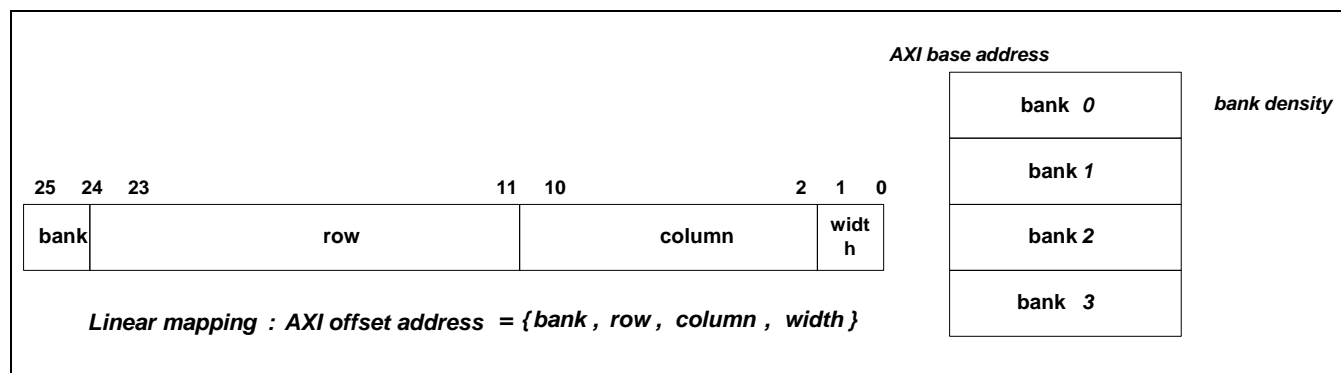 AXI base address
bank 0
bank density
bank 1
bank 2
bank 3
25 24 23 11 10 2 1 0
bank row column widt
h
Linear mapping : AXI offset address = {bank , row , column , width }